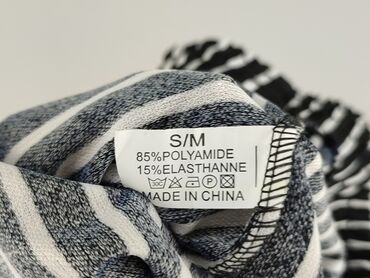 S/M
85%POLYAMIDE
15%ELASTHANNE
MADE IN CHINA